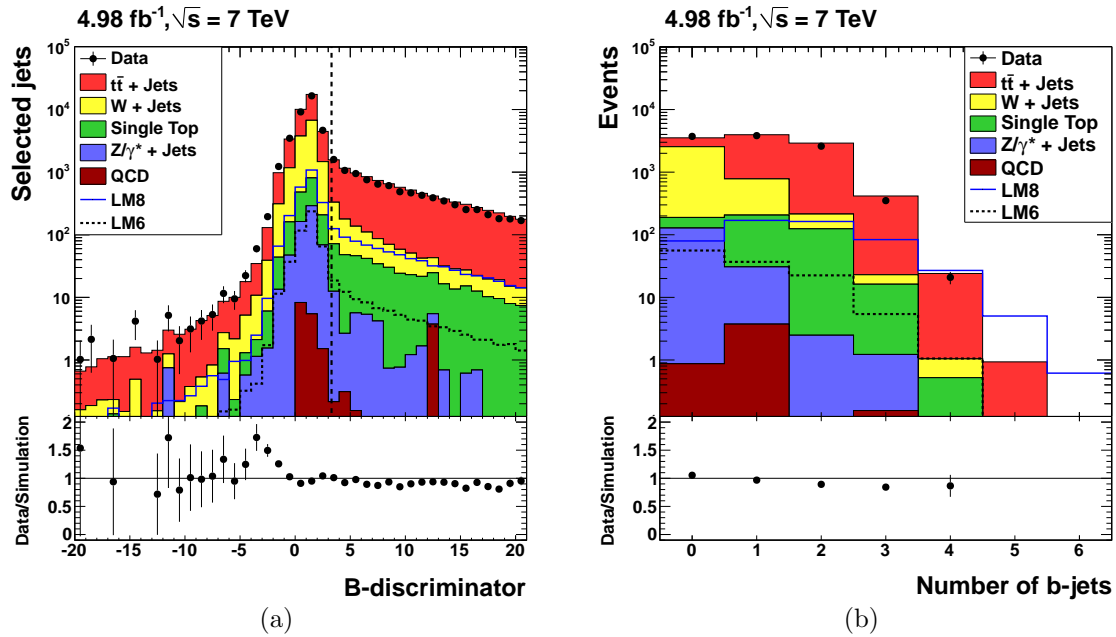 4.98 fb⁻¹,√s = 7 TeV
Selected jets
10⁵
10⁴
10³
10²
10
1
Data
tt̄ + Jets
W + Jets
Single Top
Z/γ* + Jets
QCD
LM8
LM6
Data/Simulation
2
1.5
1
0.5
0
-20 -15 -10 -5 0 5 10 15 20
B-discriminator
(a)
4.98 fb⁻¹,√s = 7 TeV
Events
10⁵
10⁴
10³
10²
10
1
Data
tt̄ + Jets
W + Jets
Single Top
Z/γ* + Jets
QCD
LM8
LM6
Data/Simulation
2
1.5
1
0.5
0
0 1 2 3 4 5 6
Number of b-jets
(b)